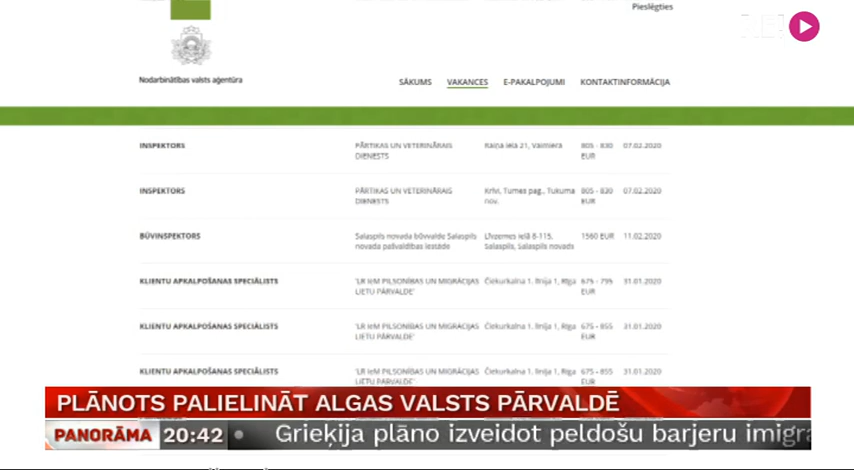 Pieslēgties
Nodarbinātības valsts aģentūra
SĀKUMS VAKANCES E-PAKALPOJUMI KONTAKTINFORMĀCIJA
INSPEKTORS PĀRTIKAS UN VETERINĀRAIS Raiņa iela 21, Valmiera 805 - 830 07.02.2020
DIENESTS EUR
INSPEKTORS PĀRTIKAS UN VETERINĀRAIS Krīvi, Tumes pag., Tukuma 805 - 830 07.02.2020
DIENESTS nov. EUR
BŪVINSPEKTORS Salaspils novada būvvalde Salaspils Līvzemes iela 8-115, 1560 EUR 11.02.2020
novada pašvaldības iestāde Salaspils, Salaspils novads
KLIENTU APKALPOŠANAS SPECIĀLISTS 'LR IeM PILSONĪBAS UN MIGRĀCIJAS Čiekurkalna 1. līnija 1, Rīga 675 - 795 31.01.2020
LIETU PĀRVALDE' EUR
KLIENTU APKALPOŠANAS SPECIĀLISTS 'LR IeM PILSONĪBAS UN MIGRĀCIJAS Čiekurkalna 1. līnija 1, Rīga 675 - 855 31.01.2020
LIETU PĀRVALDE' EUR
KLIENTU APKALPOŠANAS SPECIĀLISTS 'LR IeM PILSONĪBAS UN MIGRĀCIJAS Čiekurkalna 1. līnija 1, Rīga 675 - 855 31.01.2020
LIETU PĀRVALDE' EUR
PLĀNOTS PALIELINĀT ALGAS VALSTS PĀRVALDĒ
PANORĀMA 20:42 • Grieķija plāno izveidot peldošu barjeru imigra